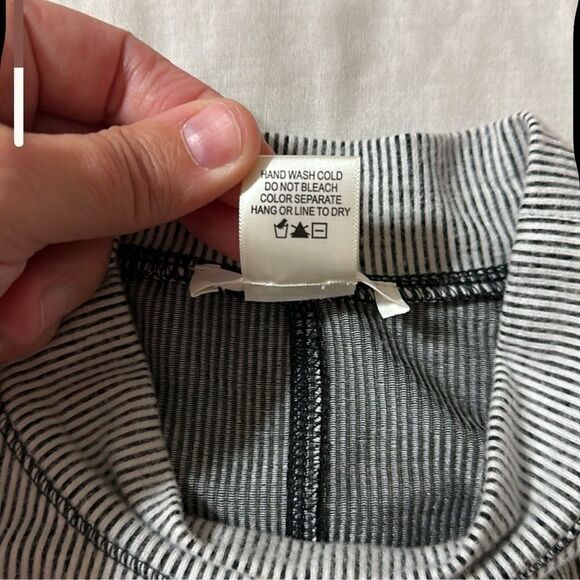 HAND WASH COLD
DO NOT BLEACH
COLOR SEPARATE
HANG OR LINE TO DRY